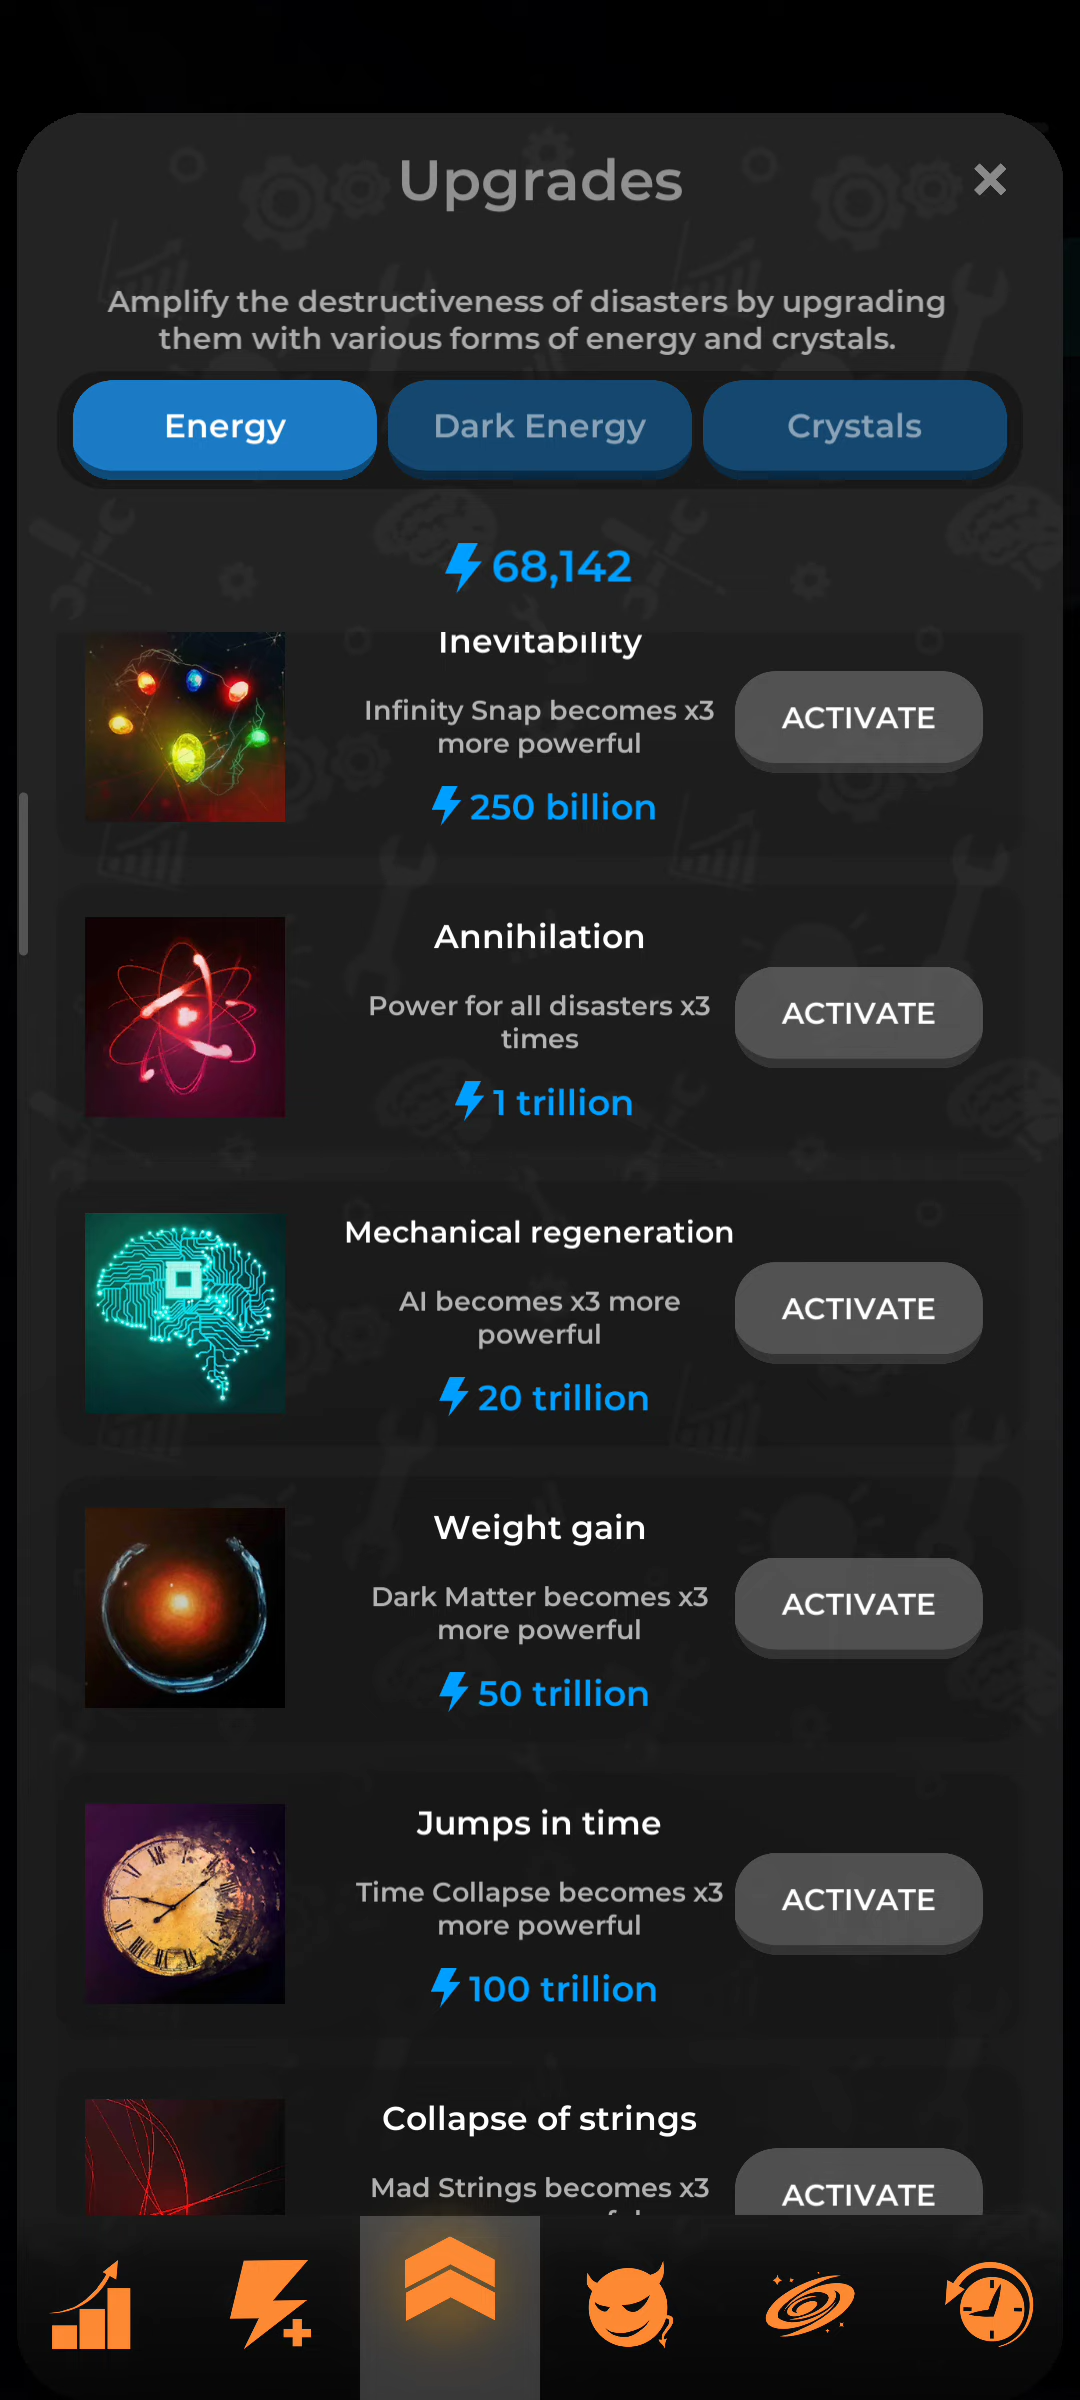 Upgrades
Amplify the destructiveness of disasters by upgrading
them with various forms of energy and crystals.
Energy
Dark Energy
Crystals
68,142
Inevitability
Infinity Snap becomes x3
more powerful
250 billion
ACTIVATE
Annihilation
Power for all disasters x3
times
1 trillion
ACTIVATE
Mechanical regeneration
AI becomes x3 more
powerful
20 trillion
ACTIVATE
Weight gain
Dark Matter becomes x3
more powerful
50 trillion
ACTIVATE
Jumps in time
Time Collapse becomes x3
more powerful
100 trillion
ACTIVATE
Collapse of strings
Mad Strings becomes x3
ACTIVATE